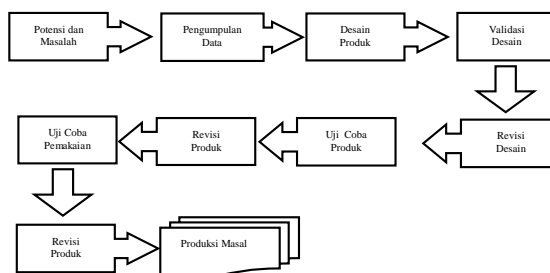 Potensi dan
Masalah
Pengumpulan
Data
Desain
Produk
Validasi
Desain
Revisi
Desain
Uji Coba
Produk
Revisi
Produk
Uji Coba
Pemakaian
Revisi
Produk
Produksi Masal